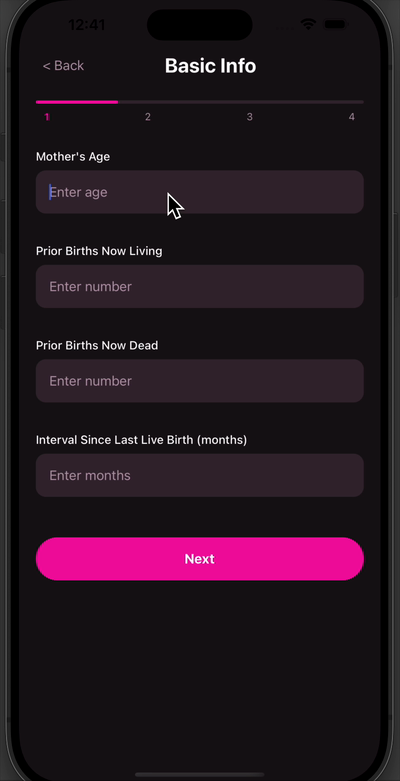 12:41
< Back
Basic Info
1 2 3 4
Mother's Age
Enter age
Prior Births Now Living
Enter number
Prior Births Now Dead
Enter number
Interval Since Last Live Birth (months)
Enter months
Next